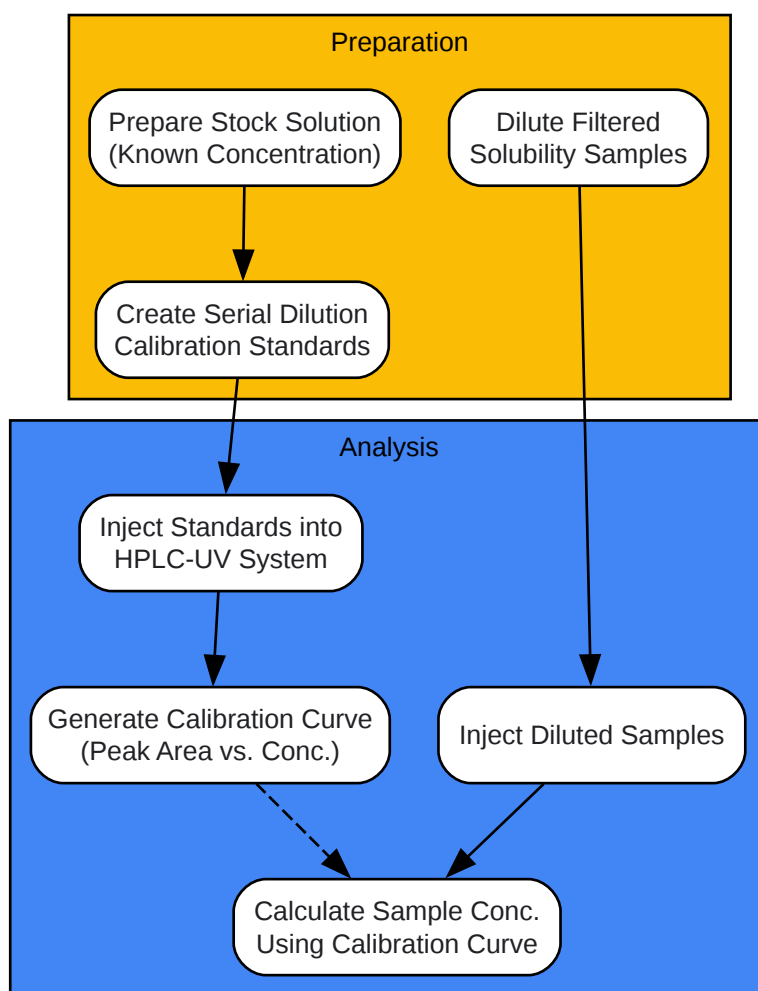 Preparation
Prepare Stock Solution
(Known Concentration)
Dilute Filtered
Solubility Samples
Create Serial Dilution
Calibration Standards
Analysis
Inject Standards into
HPLC-UV System
Generate Calibration Curve
(Peak Area vs. Conc.)
Inject Diluted Samples
Calculate Sample Conc.
Using Calibration Curve